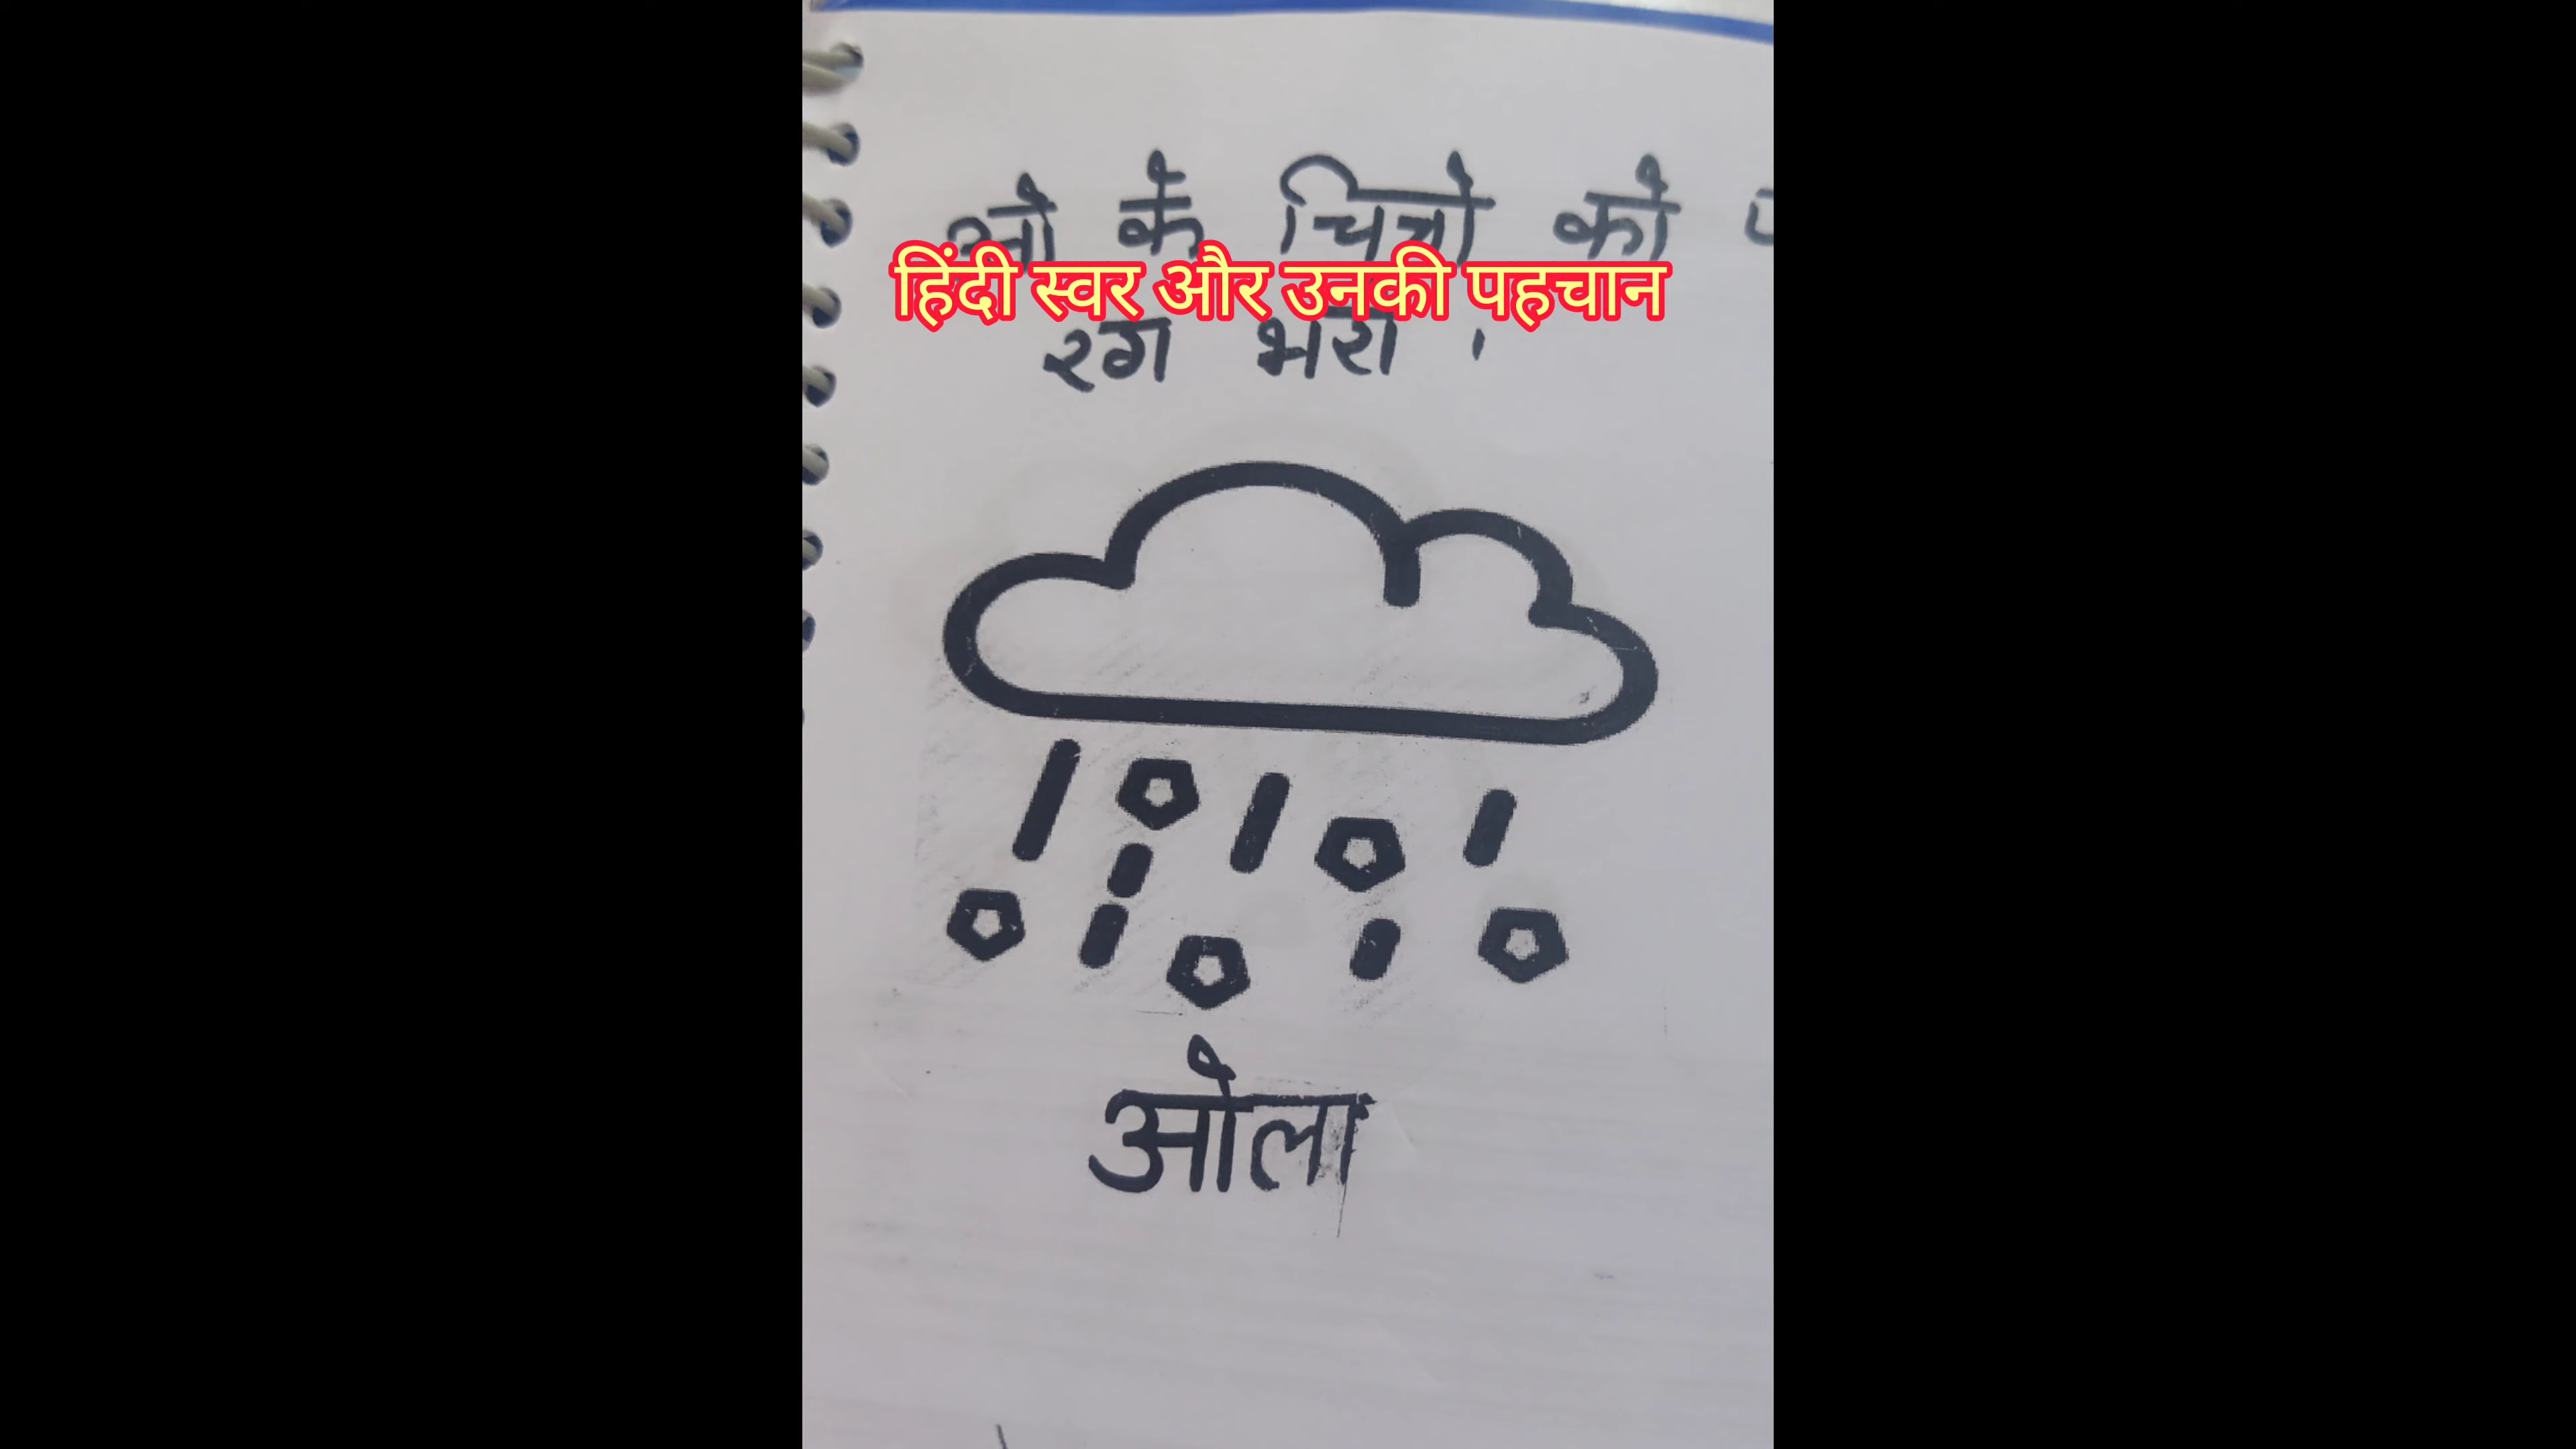 ओ के चित्रो को
हिंदी स्वर और उनकी पहचान
रंग भरो ।
ओला